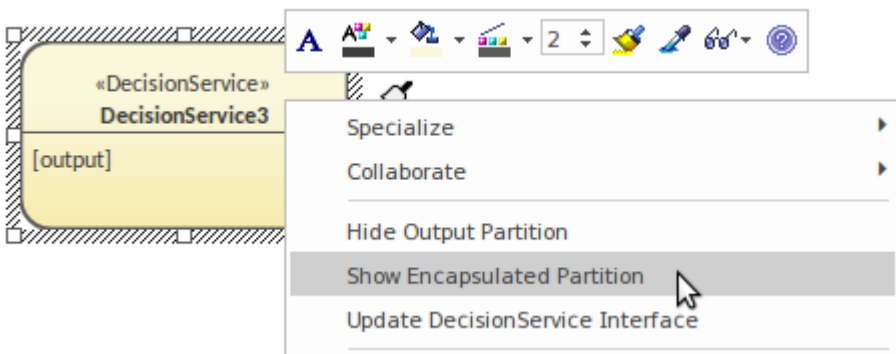 A A 2
«DecisionService»
DecisionService3
[output]
Specialize
Collaborate
Hide Output Partition
Show Encapsulated Partition
Update DecisionService Interface